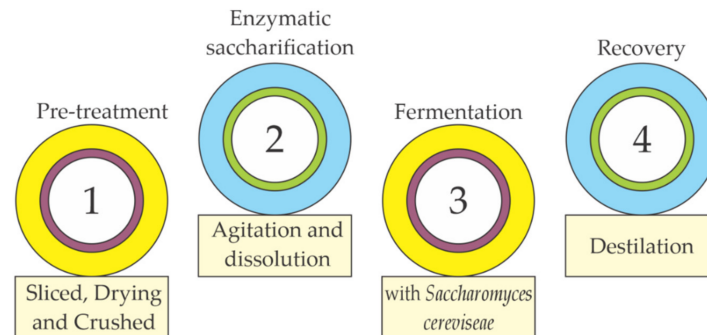 Pre-treatment
1
Sliced, Drying
and Crushed
Enzymatic
saccharification
2
Agitation and
dissolution
Fermentation
3
with Saccharomyces
cereviseae
Recovery
4
Destilation